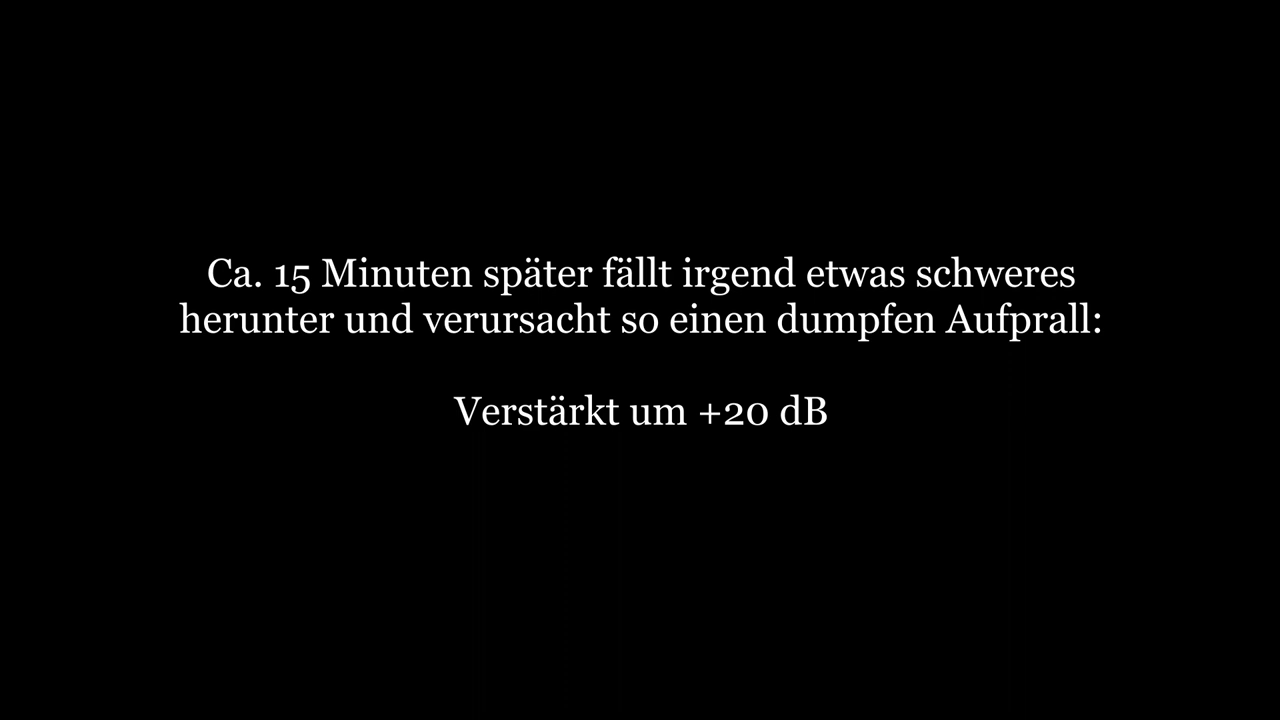 Ca. 15 Minuten später fällt irgend etwas schweres
herunter und verursacht so einen dumpfen Aufprall:
Verstärkt um +20 dB